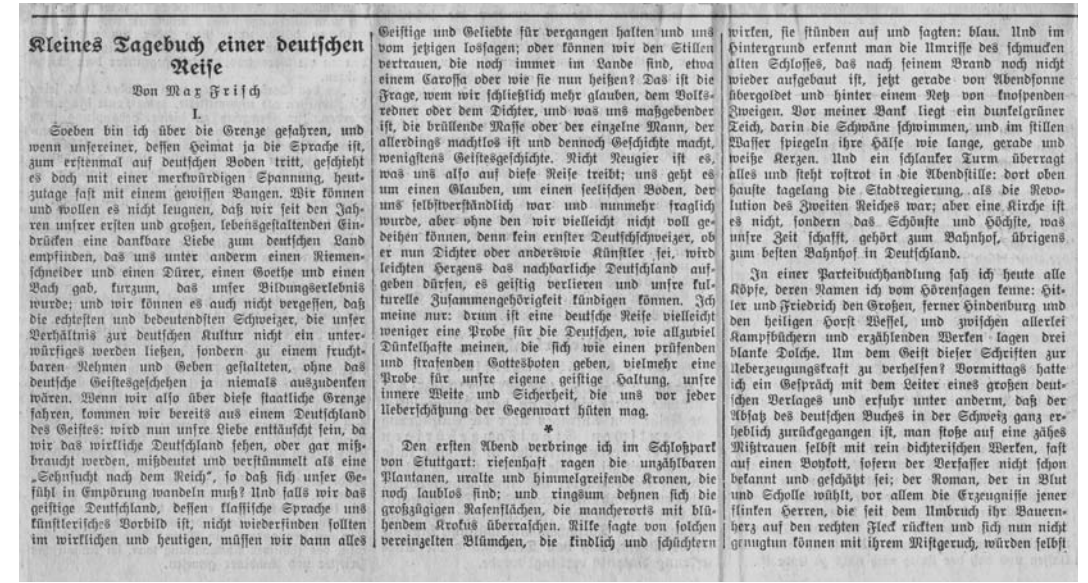 Kleines Tagebuch einer deutschen
Reise
Von Max Frisch
I.
Soeben bin ich über die Grenze gefahren, und
wenn unsereiner, dessen Heimat ja die Sprache ist,
zum erstenmal auf deutschen Boden tritt, geschieht
es doch mit einer merkwürdigen Spannung, heut-
zutage fast mit einem gewissen Bangen. Wir können
und wollen es nicht leugnen, daß wir seit den Jah-
ren unsrer ersten und großen, lebensgestaltenden Ein-
drücken eine dankbare Liebe zum deutschen Land
empfinden, das uns unter anderm einen Riemen-
schneider und einen Dürer, einen Goethe und einen
Bach gab, kurzum, das unser Bildungserlebnis
wurde; und wir können es auch nicht vergessen, daß
die echtesten und bedeutendsten Schweizer, die unser
Verhältnis zur deutschen Kultur nicht ein unter-
würfiges werden ließen, sondern zu einem frucht-
baren Nehmen und Geben gestalteten, ohne das
deutsche Geistesgeschehen ja niemals auszudenken
wären. Wenn wir also über diese staatliche Grenze
fahren, kommen wir bereits aus einem Deutschland
des Geistes: wird nun unsre Liebe enttäuscht sein, da
wir das wirkliche Deutschland sehen, oder gar miß-
braucht werden, mißdeutet und verstümmelt als eine
„Sehnsucht nach dem Reich“, so daß sich unser Ge-
fühl in Empörung wandeln muß? Und falls wir das
geistige Deutschland, dessen klassische Sprache uns
künstlerisches Vorbild ist, nicht wiederfinden sollten
im wirklichen und heutigen, müssen wir dann alles
Geistige und Geliebte für vergangen halten und uns
vom jetzigen lossagen; oder können wir den Stillen
vertrauen, die noch immer im Lande sind, etwa
einem Carossa oder wie sie nun heißen? Das ist die
Frage, wem wir schließlich mehr glauben, dem Volks-
redner oder dem Dichter, und was uns maßgebender
ist, die brüllende Masse oder der einzelne Mann, der
allerdings machtlos ist und dennoch Geschichte macht,
wenigstens Geistesgeschichte. Nicht Neugier ist es,
was uns also auf diese Reise treibt; uns geht es
um einen Glauben, um einen seelischen Boden, der
uns selbstverständlich war und nunmehr fraglich
wurde, aber ohne den wir vielleicht nicht voll ge-
deihen können, denn kein ernster Deutschschweizer, ob
er nun Dichter oder anderswie Künstler sei, wird
leichten Herzens das nachbarliche Deutschland auf-
geben dürfen, es geistig verlieren und unsre kul-
turelle Zusammengehörigkeit kündigen können. Ich
meine nur: drum ist eine deutsche Reise vielleicht
weniger eine Probe für die Deutschen, wie allzuviel
Dünkelhafte meinen, die sich wie einen prüfenden
und strafenden Gottesboten geben, vielmehr eine
Probe für unsre eigene geistige Haltung, unsre
innere Weite und Sicherheit, die uns vor jeder
Ueberschätzung der Gegenwart hüten mag.
*
Den ersten Abend verbringe ich im Schloßpark
von Stuttgart: riesenhaft ragen die unzählbaren
Plantanen, uralte und himmelgreifende Kronen, die
noch laublos sind; und ringsum dehnen sich die
großzügigen Rasenflächen, die mancherorts mit blü-
hendem Krokus überraschen. Rilke sagte von solchen
vereinzelten Blümchen, die kindlich und schüchtern
wirken, sie stünden auf und sagten: blau. Und im
Hintergrund erkennt man die Umrisse des schmucken
alten Schlosses, das nach seinem Brand noch nicht
wieder aufgebaut ist, jetzt gerade von Abendsonne
übergoldet und hinter einem Netz von knospenden
Zweigen. Vor meiner Bank liegt ein dunkelgrüner
Teich, darin die Schwäne schwimmen, und im stillen
Wasser spiegeln ihre Hälse wie lange, gerade und
weiße Kerzen. Und ein schlanker Turm überragt
alles und steht rostrot in die Abendstille: dort oben
hauste tagelang die Stadtregierung, als die Revo-
lution des Zweiten Reiches war; aber eine Kirche ist
es nicht, sondern das Schönste und Höchste, was
unsre Zeit schafft, gehört zum Bahnhof, übrigens
zum besten Bahnhof in Deutschland.
In einer Parteibuchhandlung sah ich heute alle
Köpfe, deren Namen ich vom Hörensagen kenne: Hit-
ler und Friedrich den Großen, ferner Hindenburg und
den heiligen Horst Wessel, und zwischen allerlei
Kampfbüchern und erzählenden Werken lagen drei
blanke Dolche. Um dem Geist dieser Schriften zur
Ueberzeugungskraft zu verhelfen? Vormittags hatte
ich ein Gespräch mit dem Leiter eines großen deut-
schen Verlages und erfuhr unter anderm, daß der
Absatz des deutschen Buches in der Schweiz ganz er-
heblich zurückgegangen ist, man stoße auf eine zähes
Mißtrauen selbst mit rein dichterischen Werken, fast
auf einen Boykott, sofern der Verfasser nicht schon
bekannt und geschätzt sei; der Roman, der in Blut
und Scholle wühlt, vor allem die Erzeugnisse jener
flinken Herren, die seit dem Umbruch ihr Bauern-
herz auf den rechten Fleck rückten und sich nun nicht
genugtun können mit ihrem Mistgeruch, würden selbst